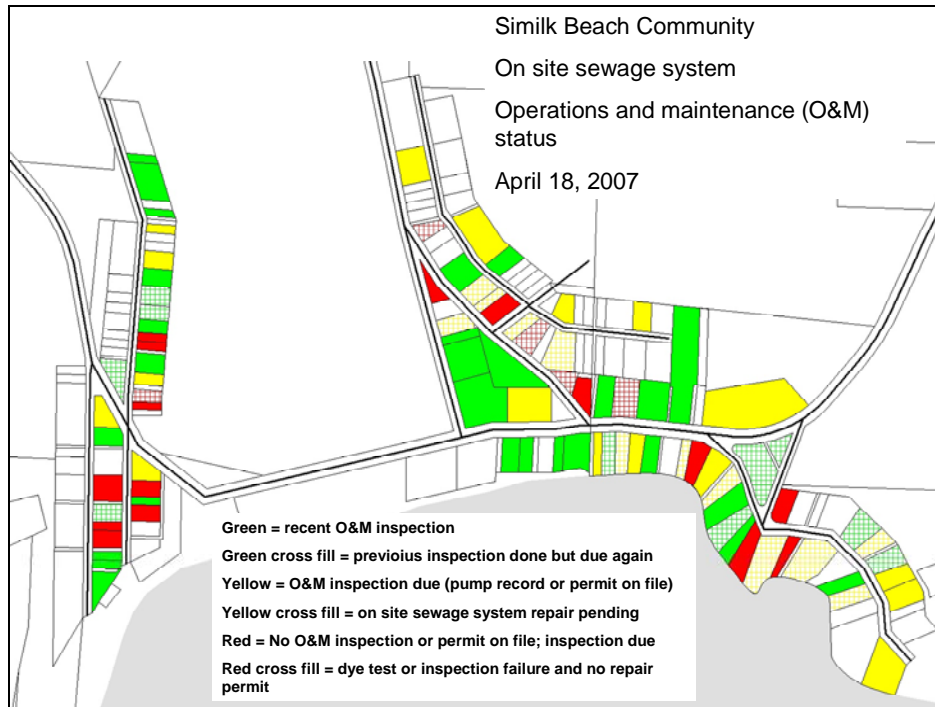 Similk Beach Community
On site sewage system
Operations and maintenance (O&M)
status
April 18, 2007
Green = recent O&M inspection
Green cross fill = previoius inspection done but due again
Yellow = O&M inspection due (pump record or permit on file)
Yellow cross fill = on site sewage system repair pending
Red = No O&M inspection or permit on file; inspection due
Red cross fill = dye test or inspection failure and no repair
permit